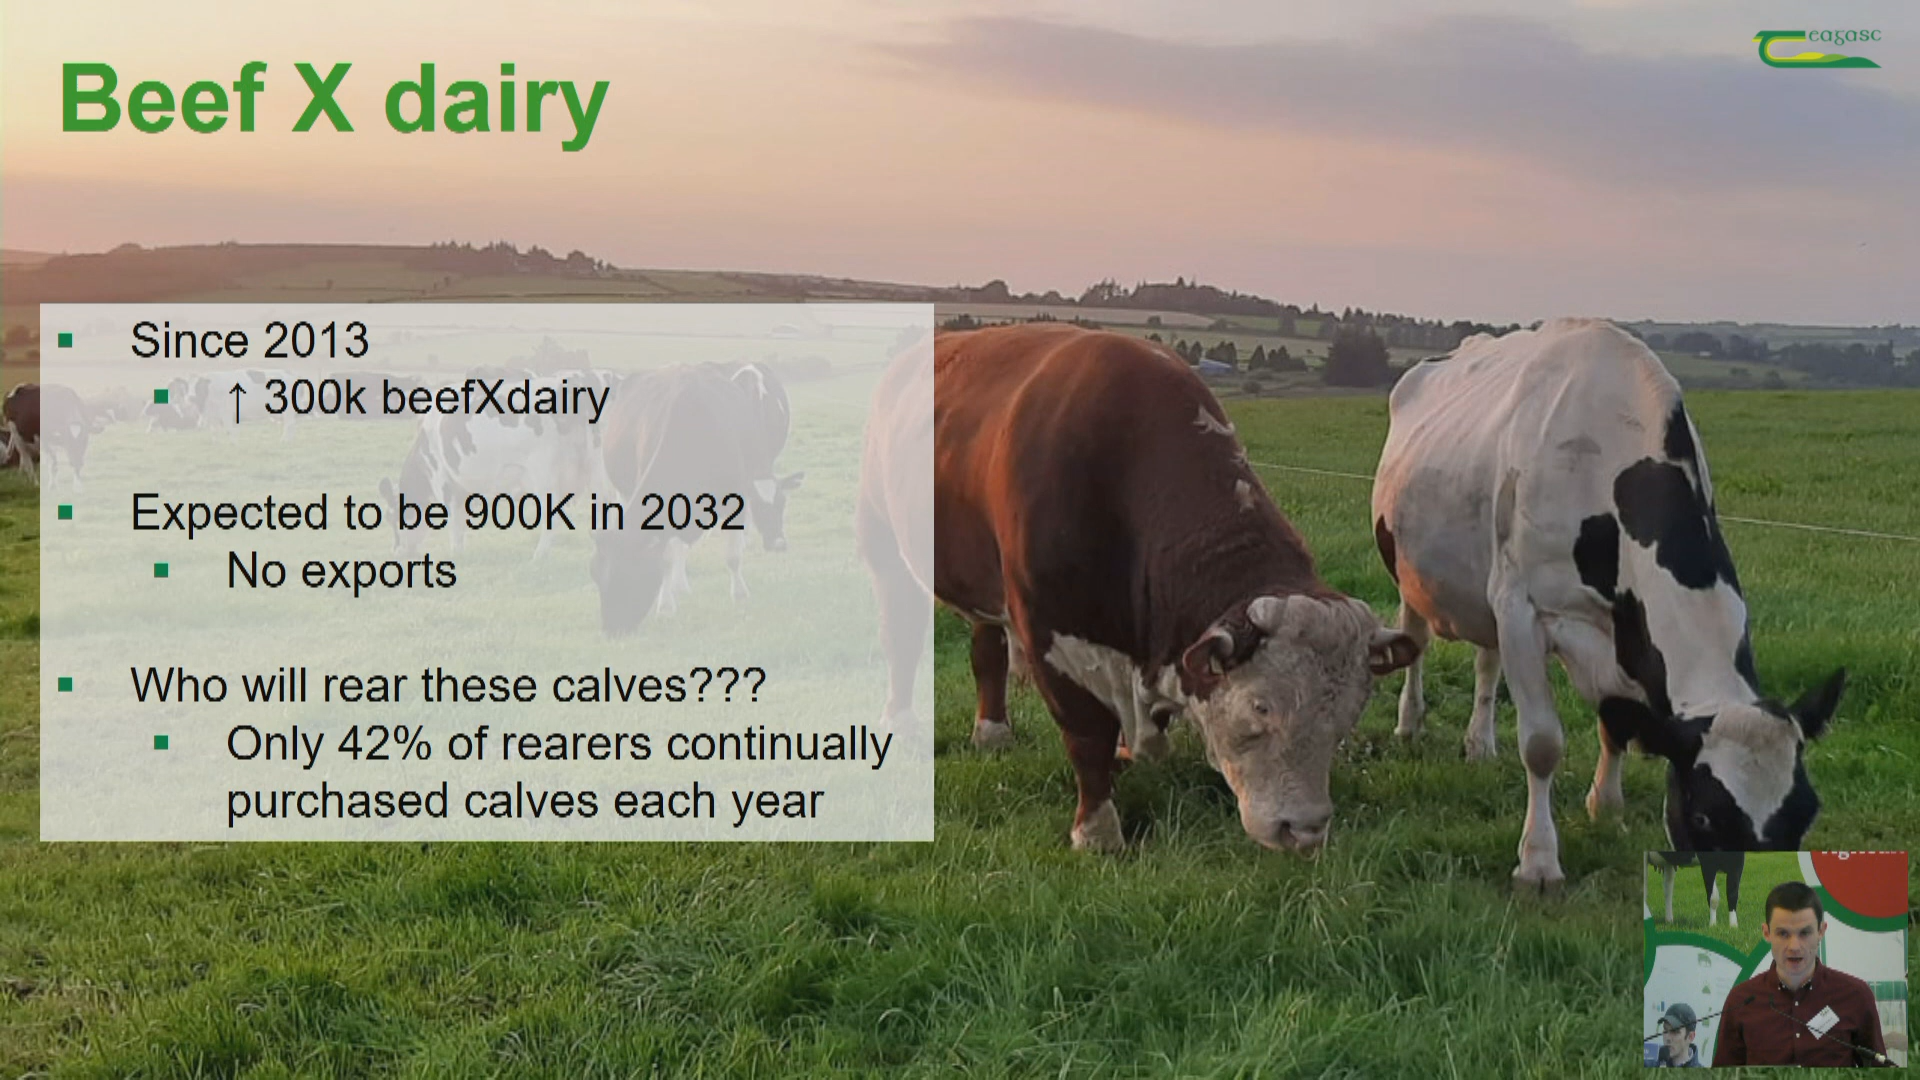 Teagasc
Beef X dairy
▪ Since 2013
▪ ↑ 300k beefXdairy
▪ Expected to be 900K in 2032
▪ No exports
▪ Who will rear these calves???
▪ Only 42% of rearers continually
purchased calves each year